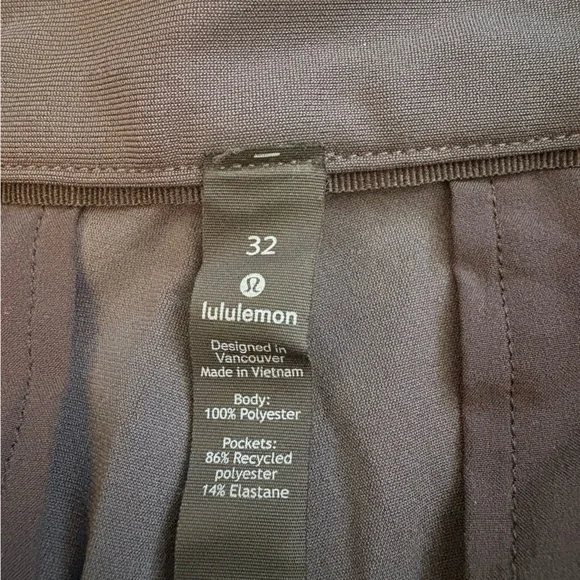 32
lululemon
Designed in
Vancouver
Made in Vietnam
Body:
100% Polyester
Pockets:
86% Recycled
polyester
14% Elastane